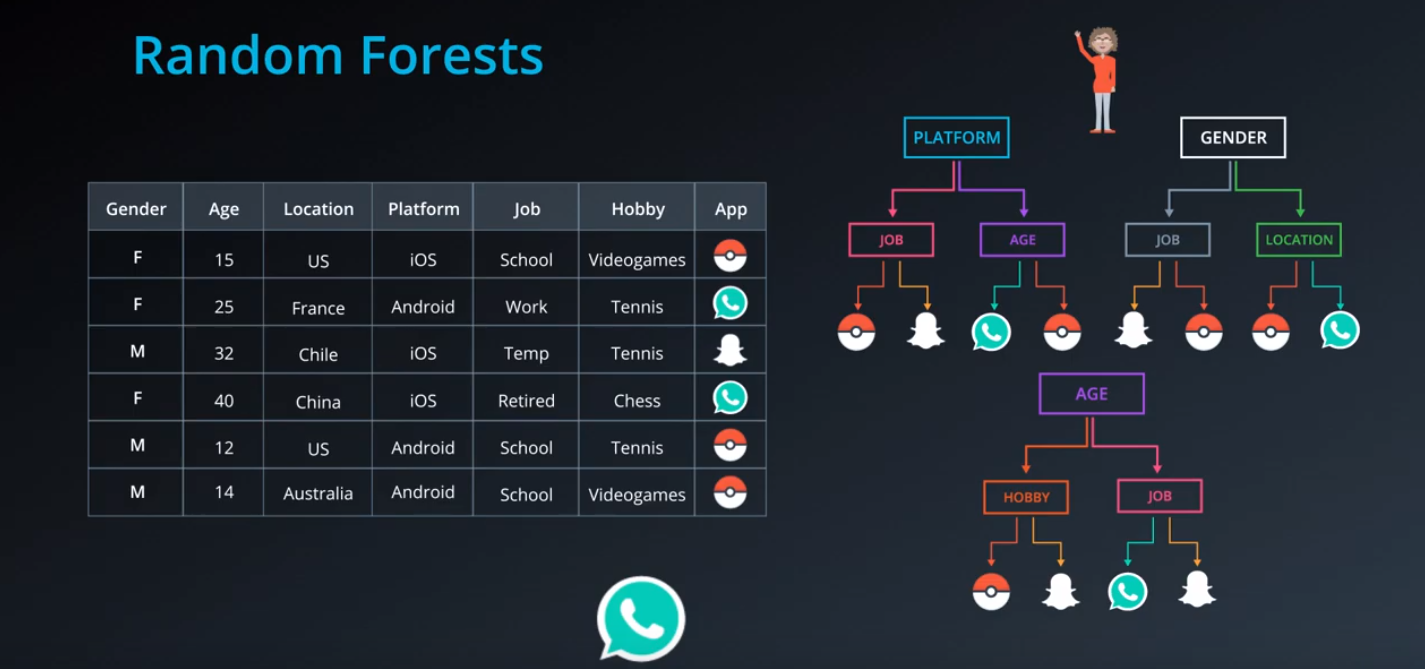 Random Forests
Gender Age Location Platform Job Hobby App
F 15 US iOS School Videogames
F 25 France Android Work Tennis
M 32 Chile iOS Temp Tennis
F 40 China iOS Retired Chess
M 12 US Android School Tennis
M 14 Australia Android School Videogames
PLATFORM
JOB AGE
GENDER
JOB LOCATION
AGE
HOBBY JOB